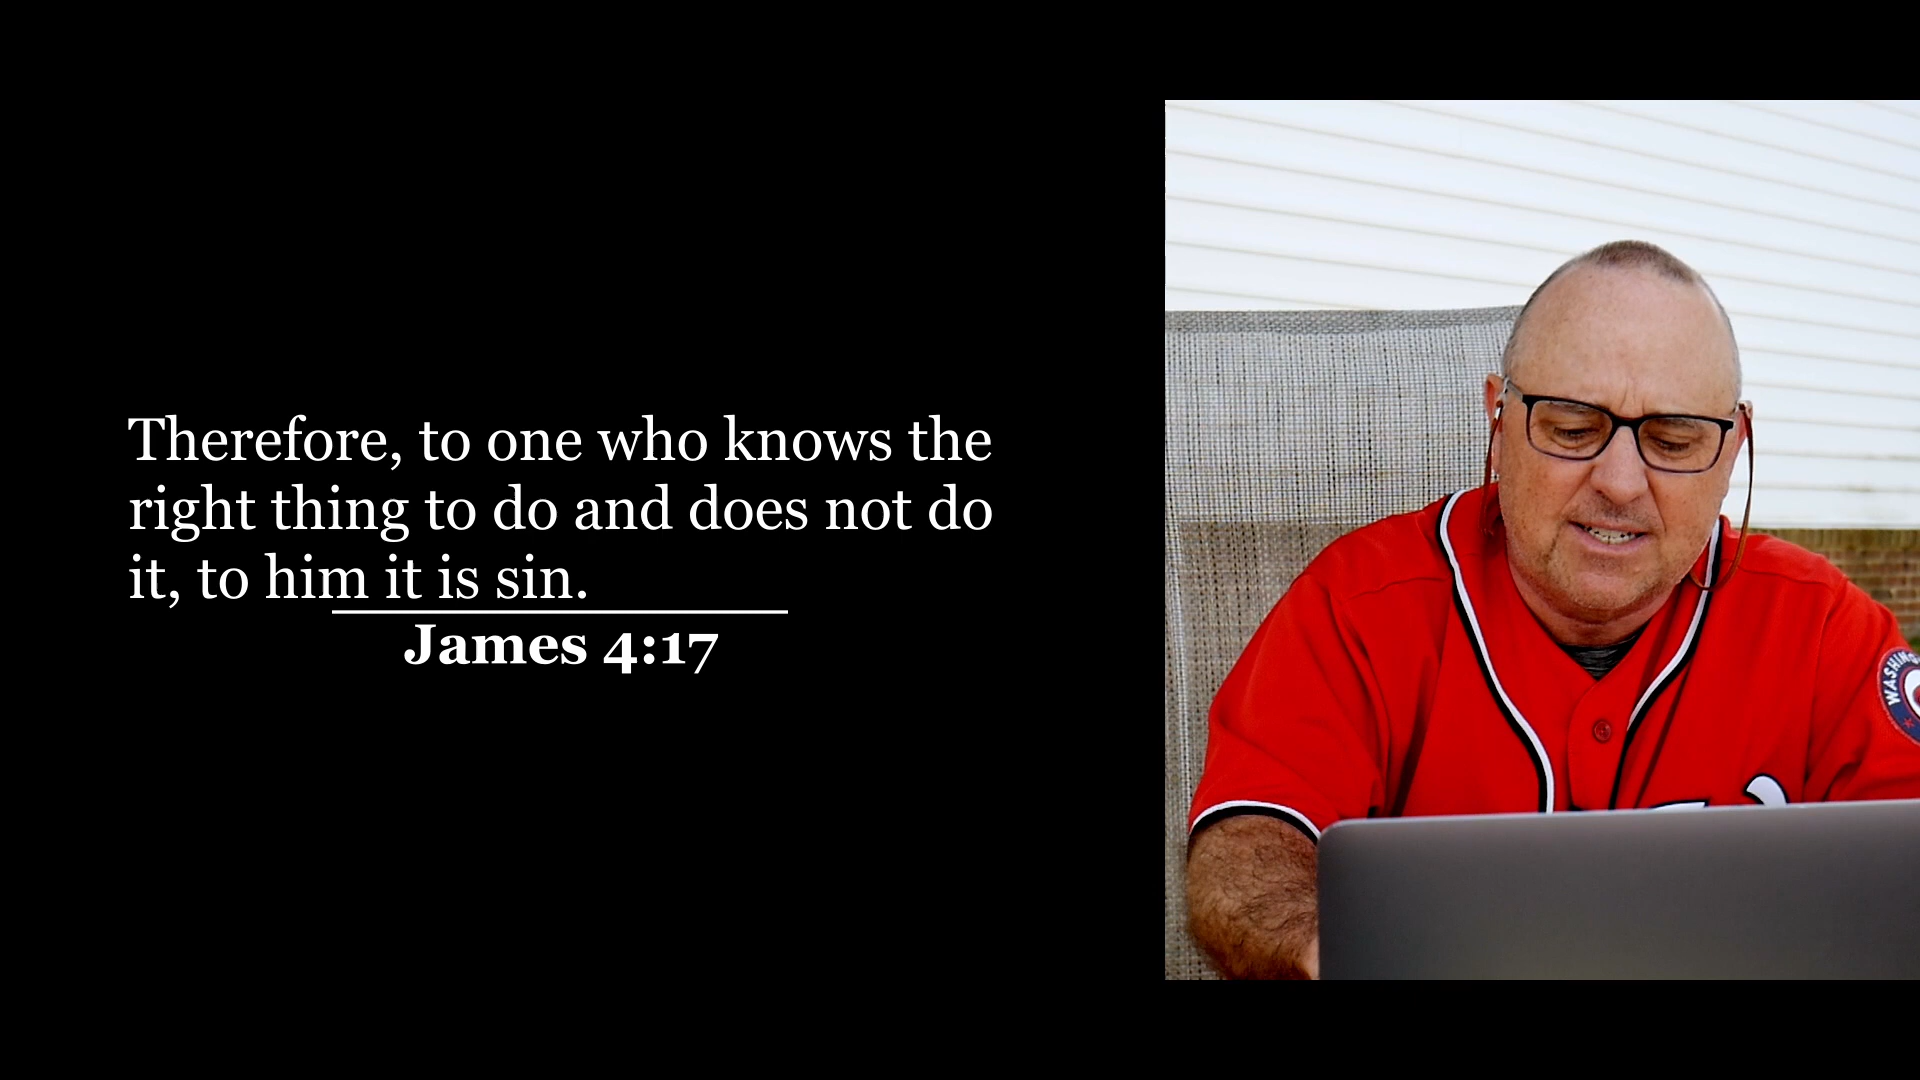 Therefore, to one who knows the
right thing to do and does not do
it, to him it is sin.
James 4:17